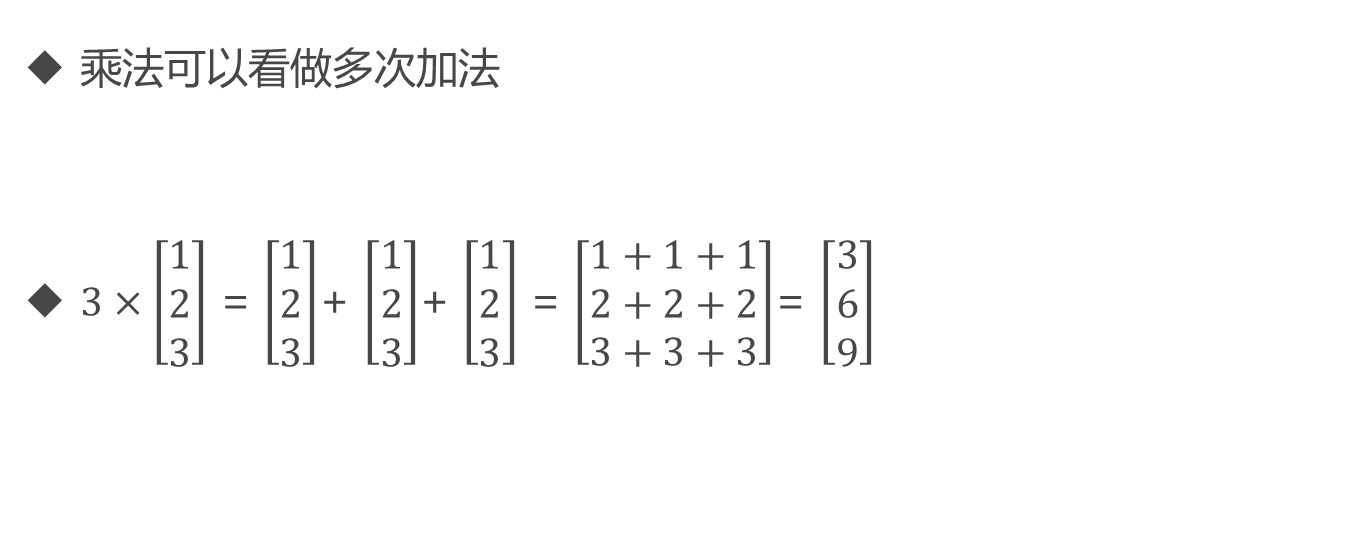 ◆ 乘法可以看做多次加法
◆ 3 × [1 2 3] = [1 2 3] + [1 2 3] + [1 2 3] = [1 + 1 + 1 2 + 2 + 2 3 + 3 + 3] = [3 6 9]